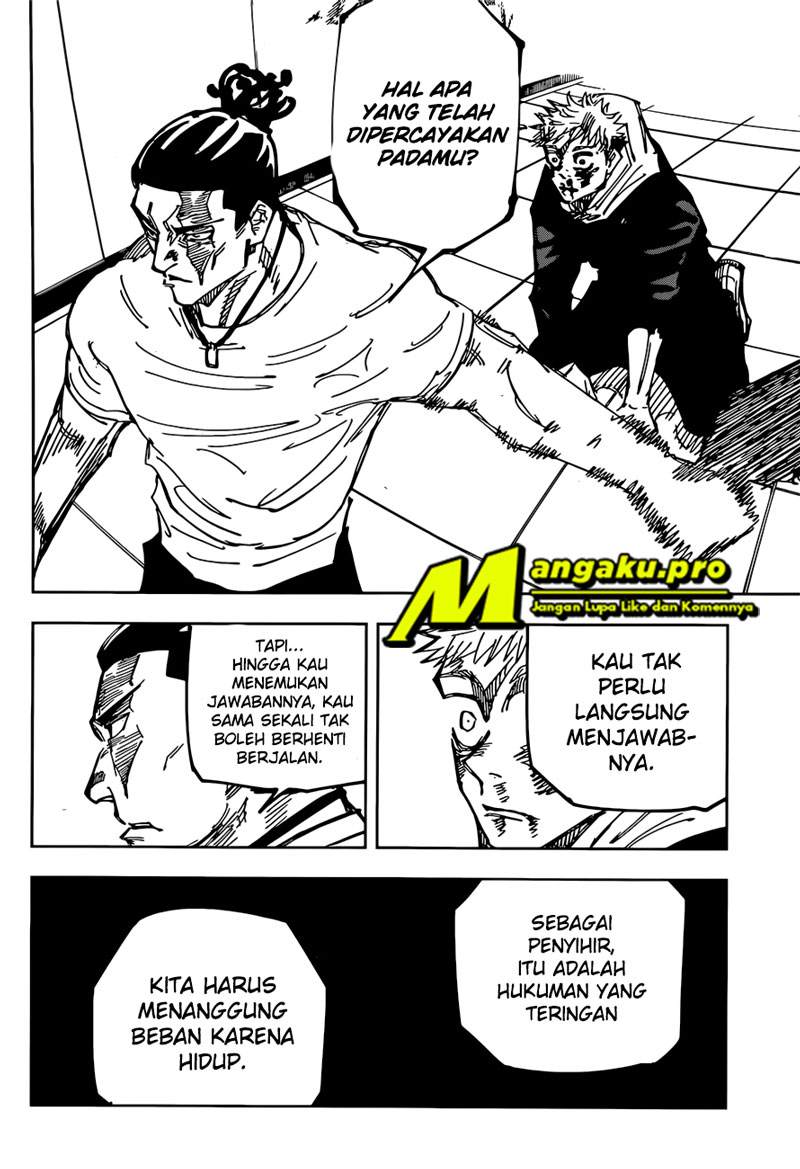 HAL APA
YANG TELAH
DIPERCAYAKAN
PADAMU?
Mangaku.pro
Jangan Lupa Like dan Komennya
KAU TAK
PERLU
LANGSUNG
MENJAWAB-
NYA.
TAPI...
HINGGA KAU
MENEMUKAN
JAWABANNYA, KAU
SAMA SEKALI TAK
BOLEH BERHENTI
BERJALAN.
SEBAGAI
PENYIHIR,
ITU ADALAH
HUKUMAN YANG
TERINGAN
KITA HARUS
MENANGGUNG
BEBAN KARENA
HIDUP.